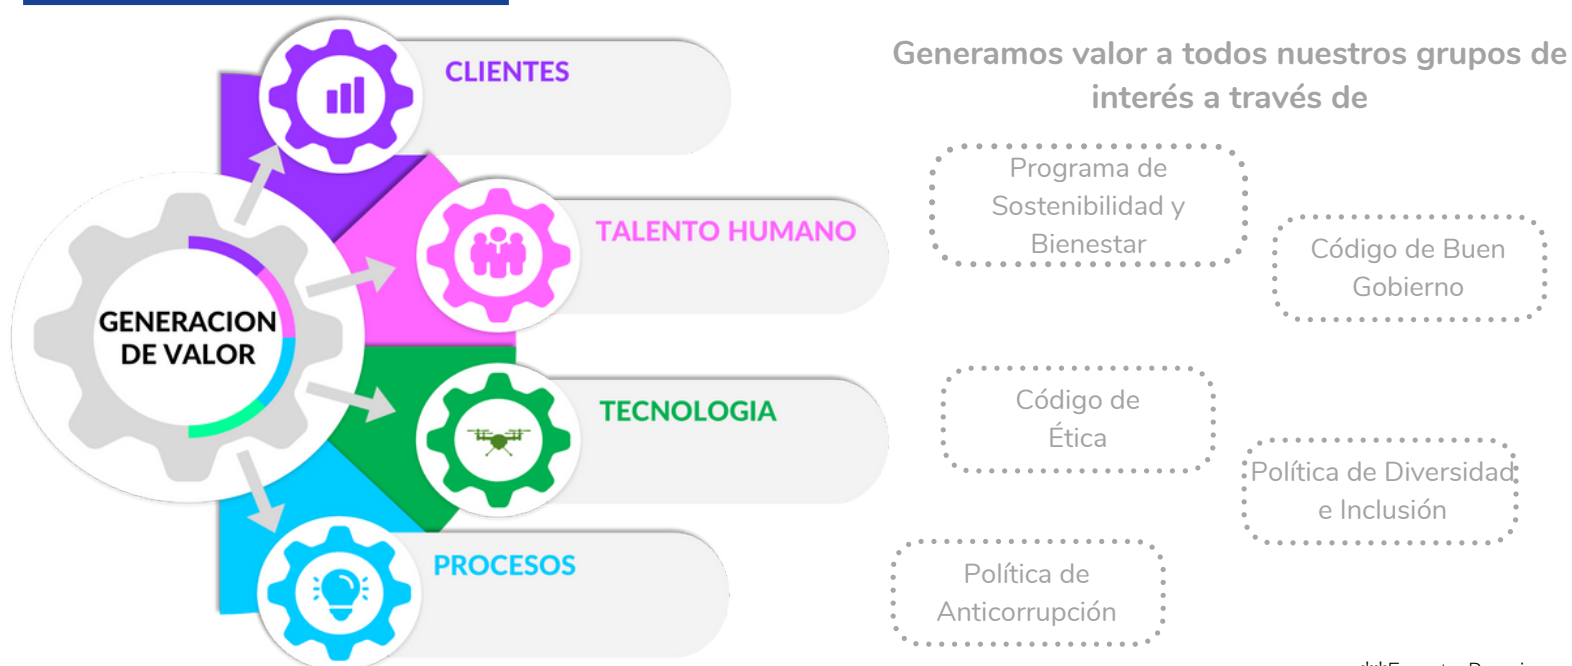 CLIENTES
TALENTO HUMANO
GENERACION
DE VALOR
TECNOLOGIA
PROCESOS
Generamos valor a todos nuestros grupos de
interés a través de
Programa de
Sostenibilidad y
Bienestar
Código de Buen
Gobierno
Código de
Ética
Política de Diversidad
e Inclusión
Política de
Anticorrupción